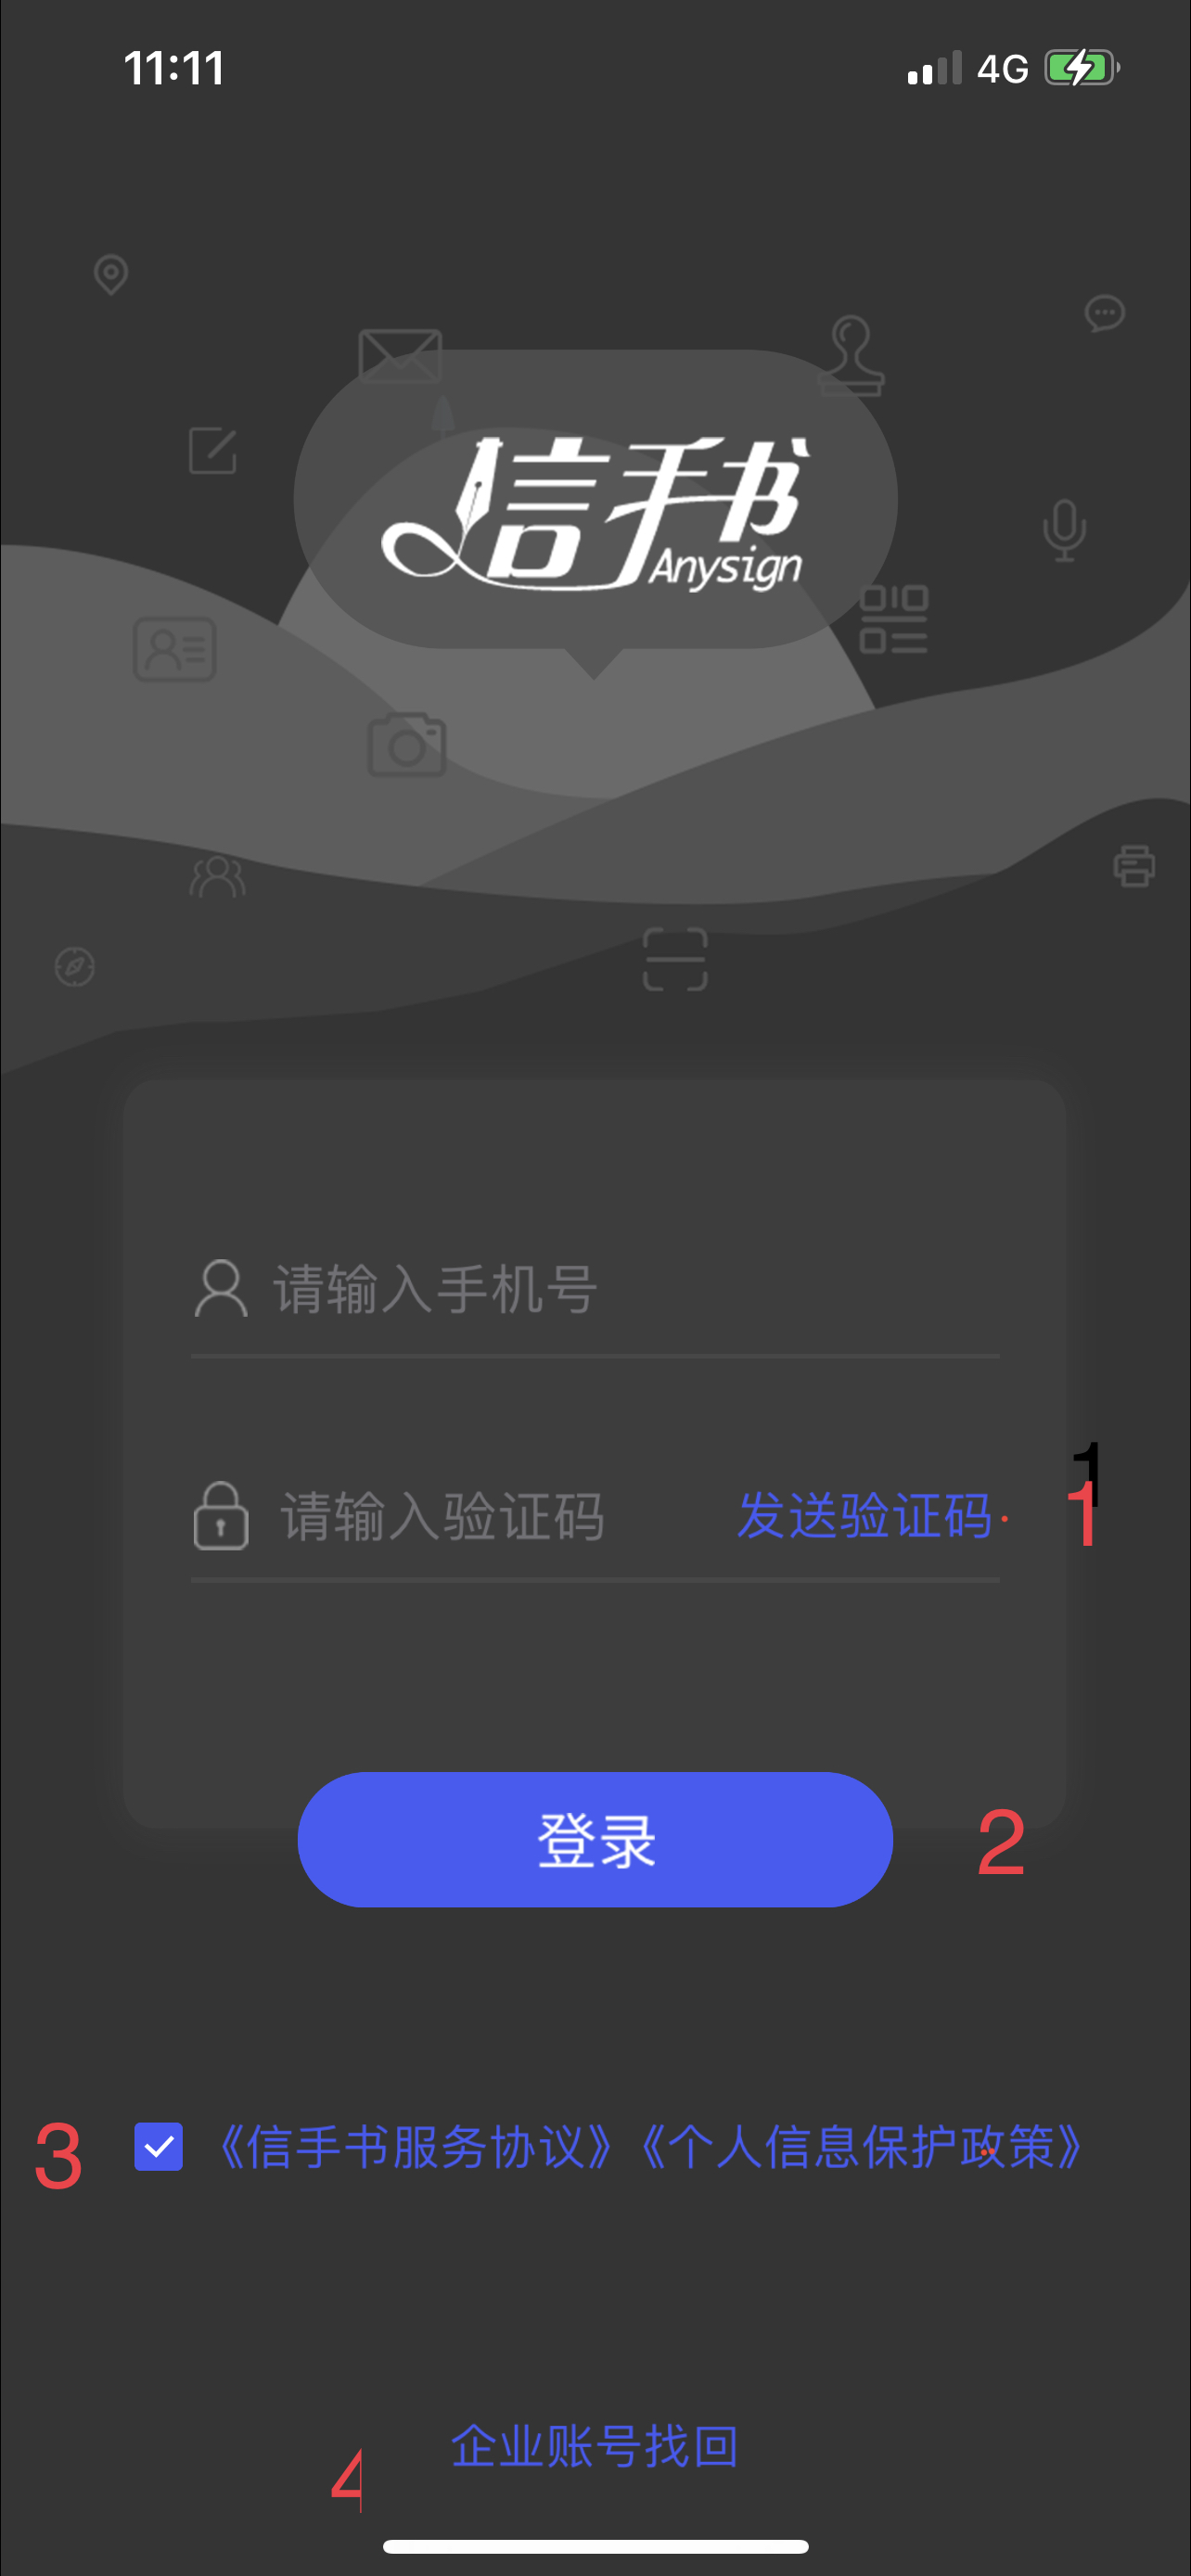 11:11 4G
信手书
Anysign
请输入手机号
1
请输入验证码 发送验证码 1
登录 2
3 《信手书服务协议》《个人信息保护政策》
企业账号找回
4